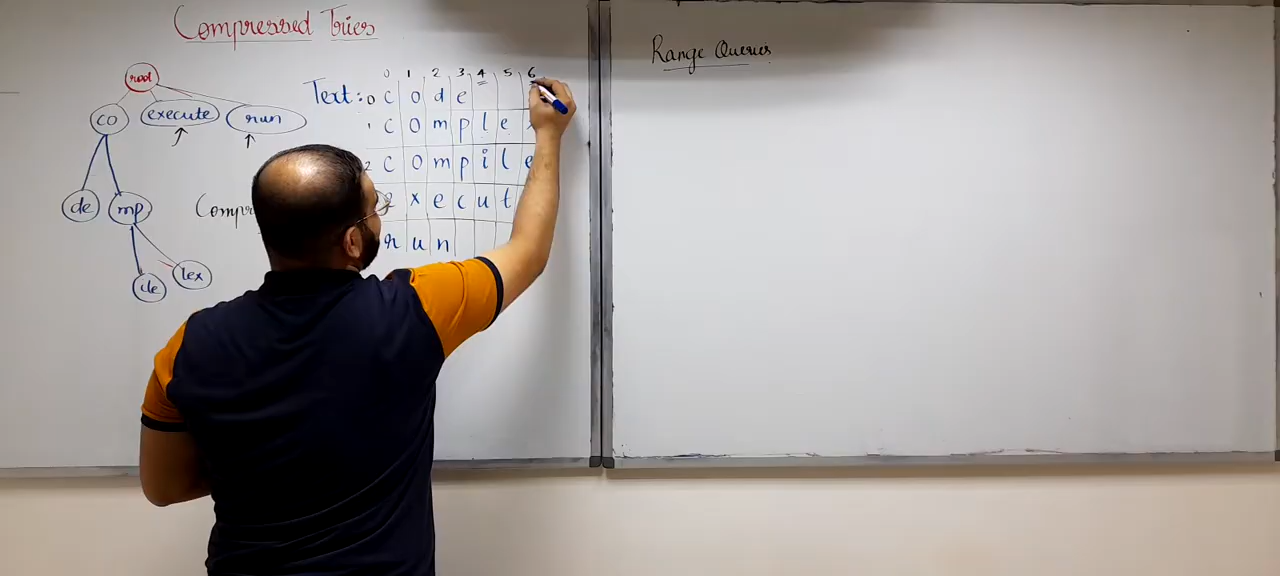 Compressed Tries
root
co execute run
de mp
ile lex
0 1 2 3 4 5 6
Text: 0 c o d e
1 c o m p l e
2 c o m p i l e
x e c u t
r u n
Range Queries